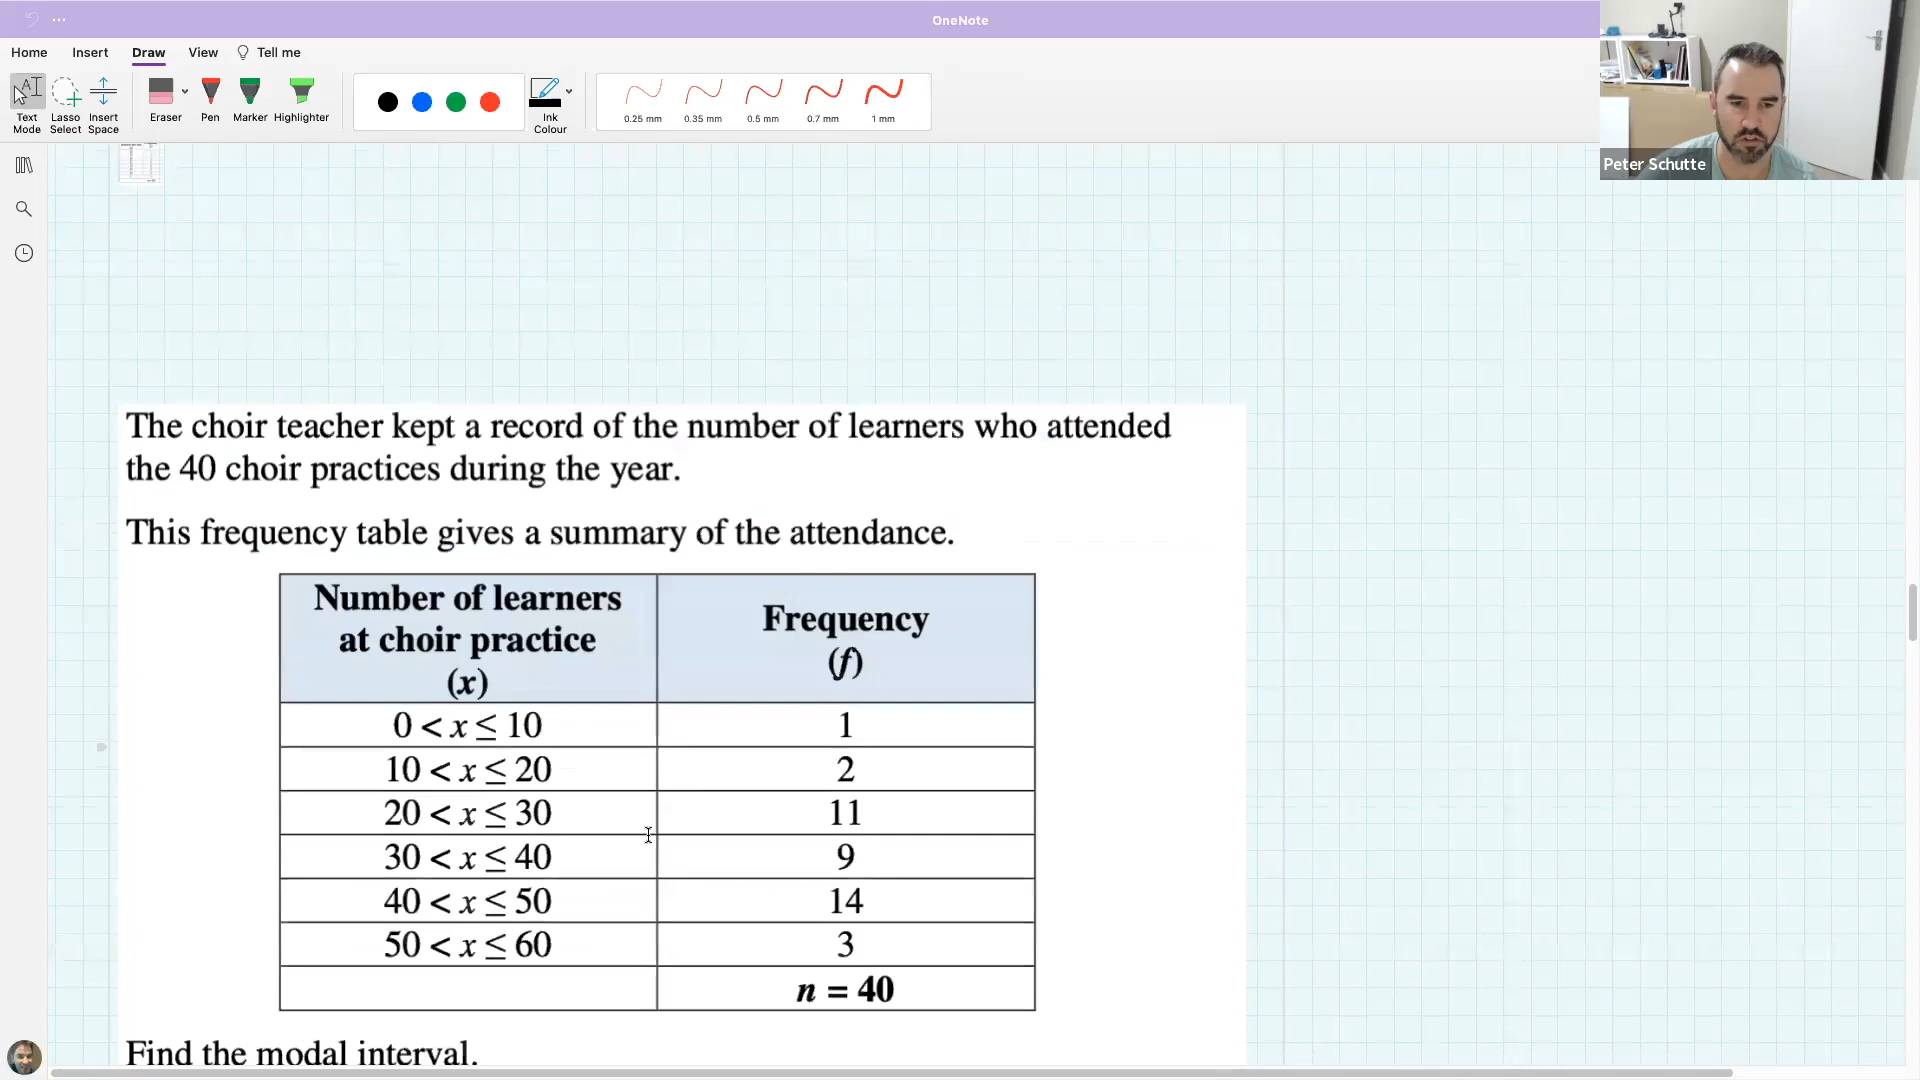 OneNote
Home Insert Draw View Tell me
Text Mode
Lasso Select
Insert Space
Eraser
Pen
Marker
Highlighter
Ink Colour
0.25 mm
0.35 mm
0.5 mm
0.7 mm
1 mm
Peter Schutte
The choir teacher kept a record of the number of learners who attended
the 40 choir practices during the year.
This frequency table gives a summary of the attendance.
Number of learners
at choir practice
(x)
Frequency
(f)
0 < x ≤ 10 1
10 < x ≤ 20 2
20 < x ≤ 30 11
30 < x ≤ 40 9
40 < x ≤ 50 14
50 < x ≤ 60 3
n = 40
Find the modal interval.